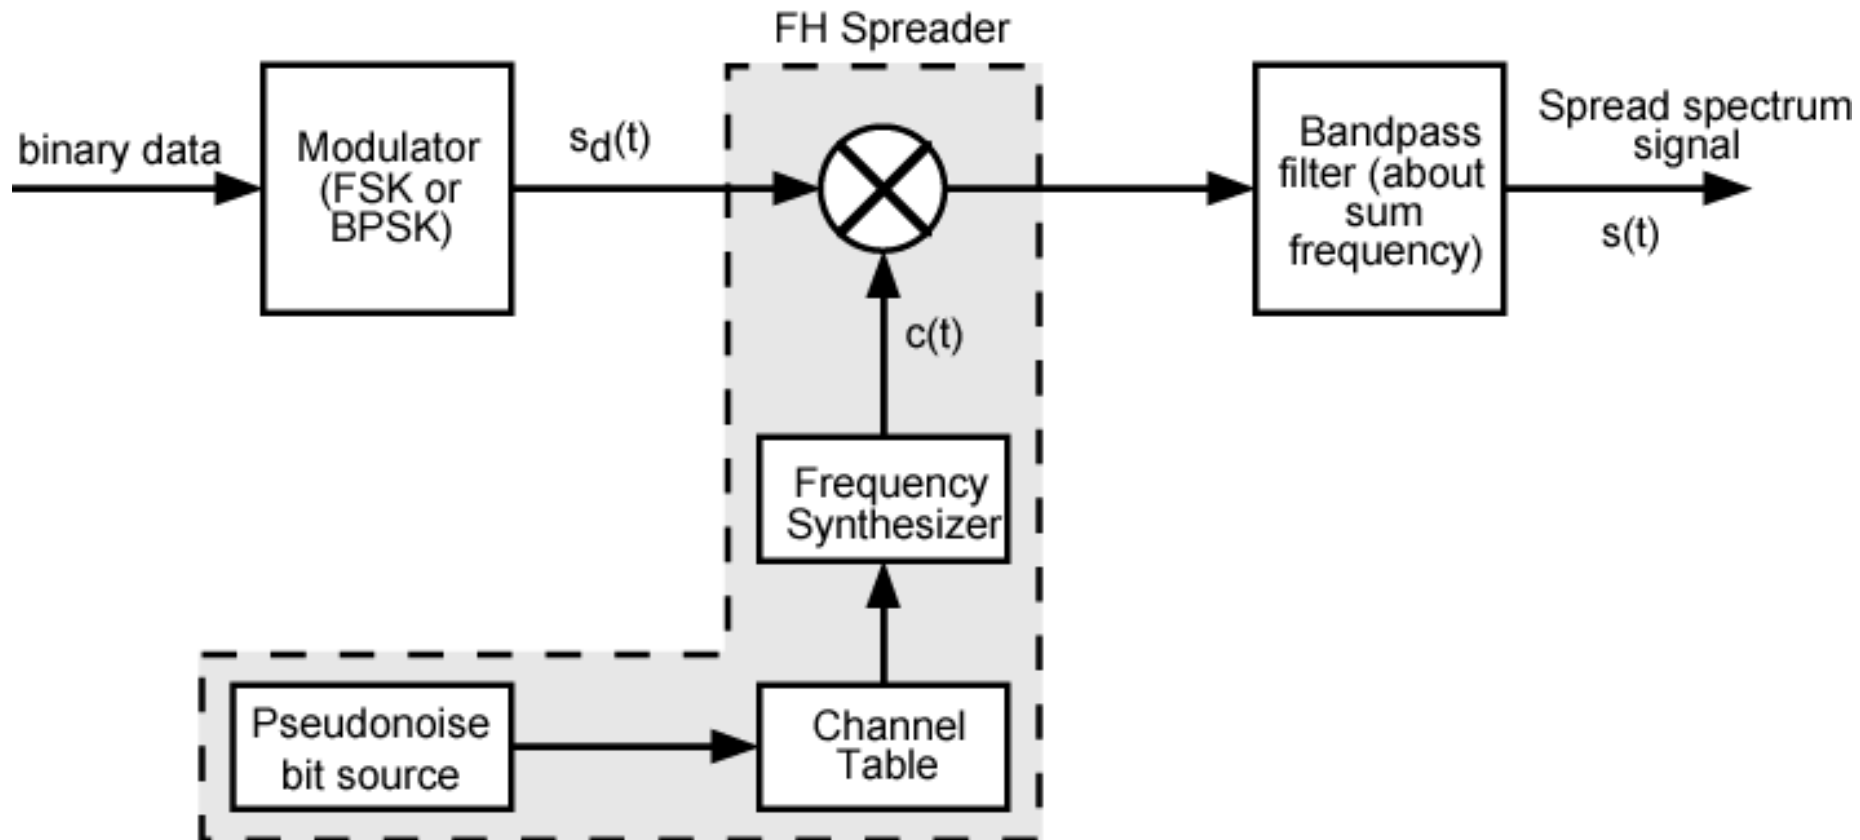 FH Spreader
binary data
Modulator
(FSK or
BPSK)
s_d(t)
Bandpass
filter (about
sum
frequency)
Spread spectrum
signal
s(t)
c(t)
Frequency
Synthesizer
Pseudonoise
bit source
Channel
Table